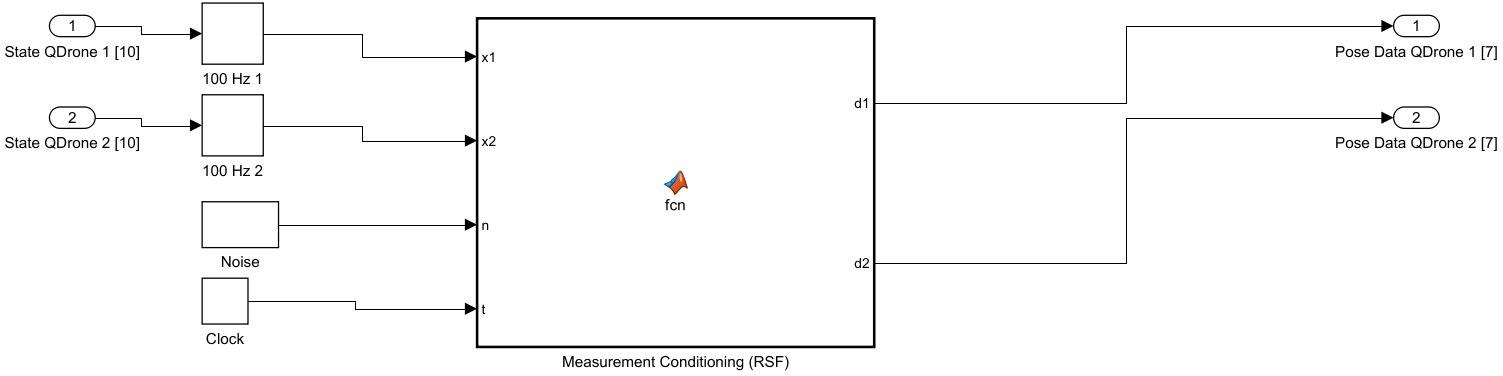 1
State QDrone 1 [10]
100 Hz 1
2
State QDrone 2 [10]
100 Hz 2
Noise
Clock
x1
x2
n
t
fcn
d1
d2
Measurement Conditioning (RSF)
1
Pose Data QDrone 1 [7]
2
Pose Data QDrone 2 [7]